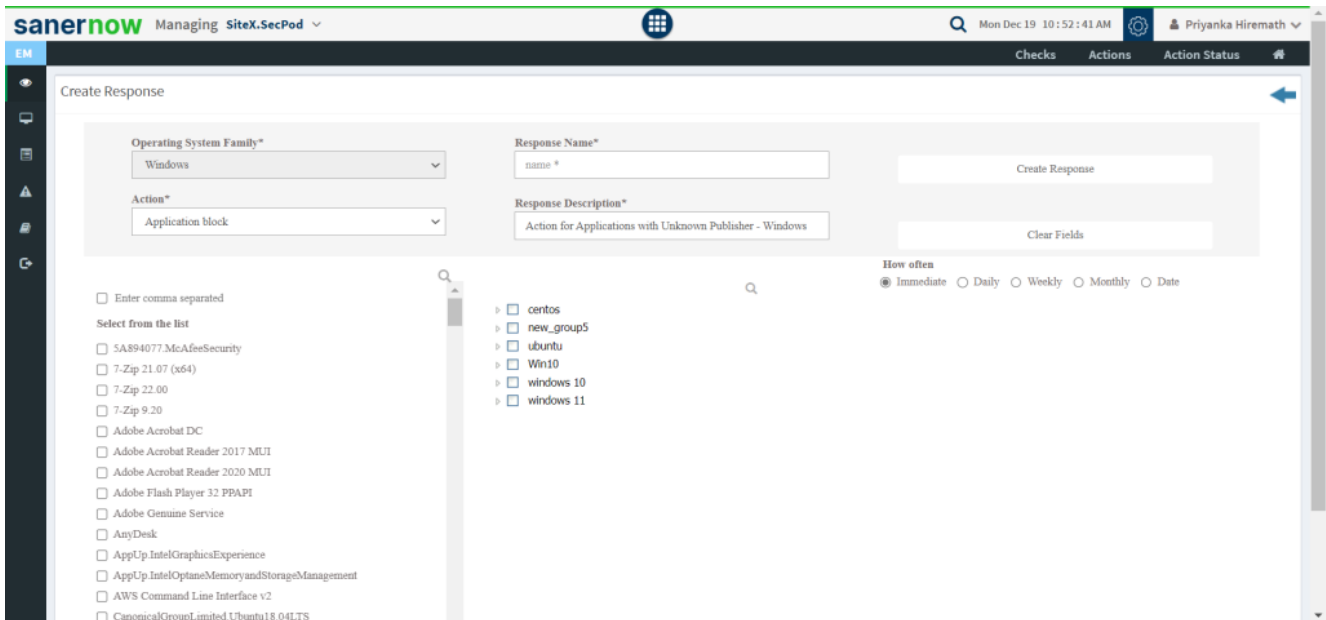 sanernow Managing SiteX.SecPod Mon Dec 19 10:52:41 AM Priyanka Hiremath
EM Checks Actions Action Status
Create Response
Operating System Family*
Windows
Action*
Application block
Response Name*
name *
Response Description*
Action for Applications with Unknown Publisher - Windows
Create Response
Clear Fields
How often
Immediate Daily Weekly Monthly Date
Enter comma separated
Select from the list
5A894077.McAfeeSecurity
7-Zip 21.07 (x64)
7-Zip 22.00
7-Zip 9.20
Adobe Acrobat DC
Adobe Acrobat Reader 2017 MUI
Adobe Acrobat Reader 2020 MUI
Adobe Flash Player 32 PPAPI
Adobe Genuine Service
AnyDesk
AppUp.IntelGraphicsExperience
AppUp.IntelOptaneMemoryandStorageManagement
AWS Command Line Interface v2
CanonicalGroupLimited.Ubuntu18.04LTS
centos
new_group5
ubuntu
Win10
windows 10
windows 11